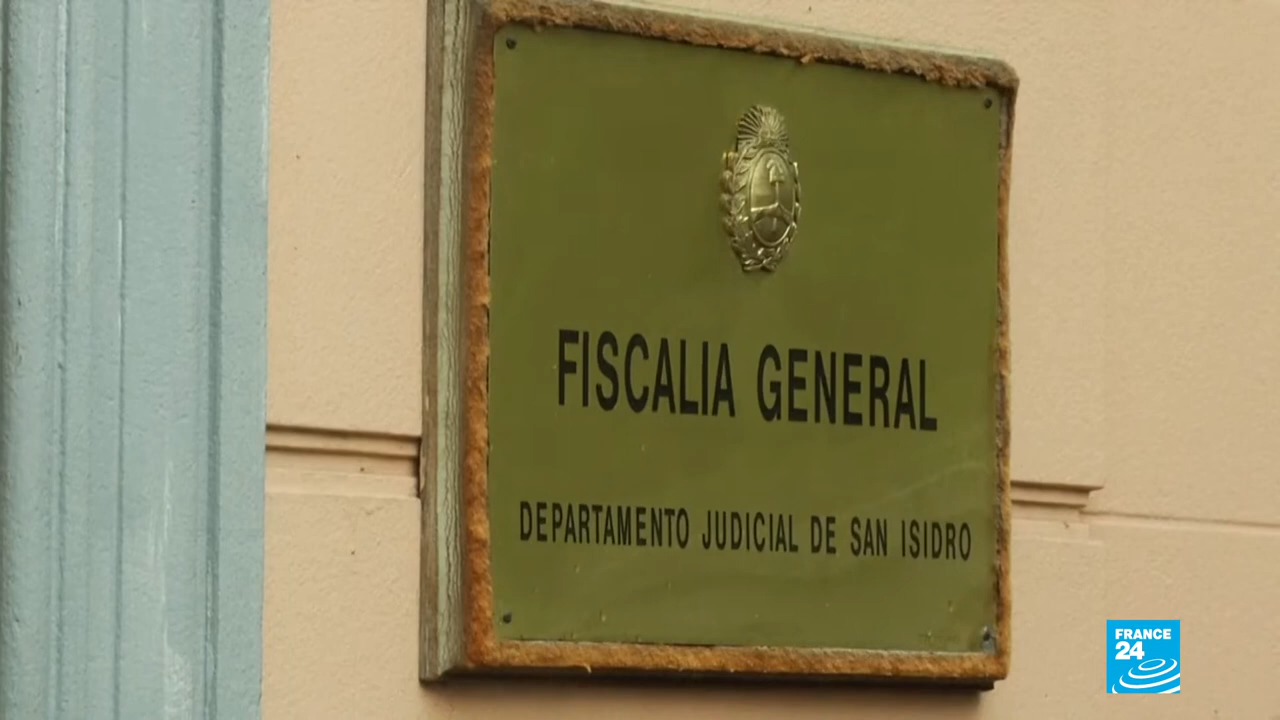 FISCALIA GENERAL
DEPARTAMENTO JUDICIAL DE SAN ISIDRO
FRANCE
24